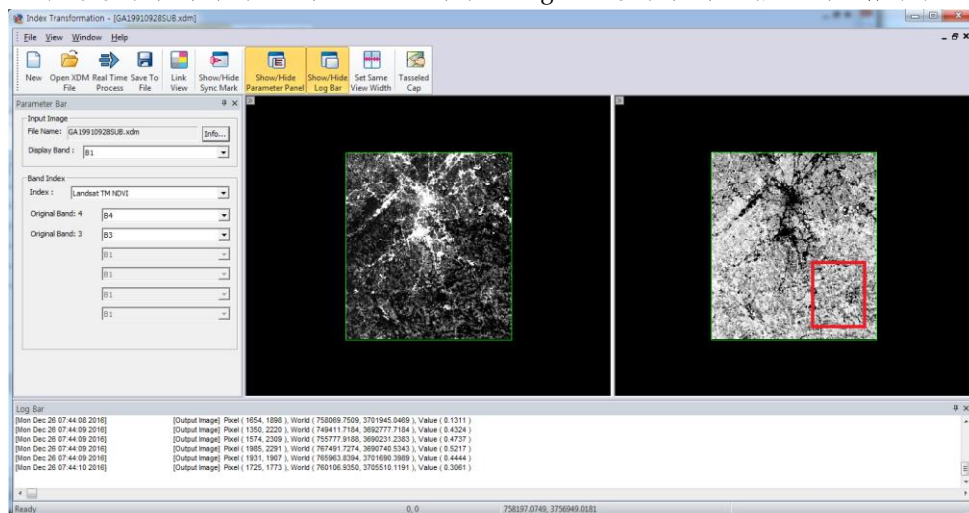 Index Transformation - [GA19910928SUB.xdm]
File View Window Help
New Open XDM File Real Time Process Save To File Link View Show/Hide Sync Mark Show/Hide Parameter Panel Show/Hide Log Bar Set Same View Width Tasseled Cap
Parameter Bar
Input Image
File Name: GA19910928SUB.xdm Info...
Display Band : B1
Band Index
Index : Landsat TM NDVI
Original Band: 4 B4
Original Band: 3 B3
B1
B1
B1
B1
Log Bar
[Mon Dec 26 07:44:08 2016] [Output Image] Pixel ( 1654, 1898 ), World ( 758069.7509, 3701945.0469 ), Value ( 0.1311 )
[Mon Dec 26 07:44:09 2016] [Output Image] Pixel ( 1350, 2220 ), World ( 749411.7184, 3692777.7184 ), Value ( 0.4324 )
[Mon Dec 26 07:44:09 2016] [Output Image] Pixel ( 1574, 2309 ), World ( 755777.9188, 3690231.2383 ), Value ( 0.4737 )
[Mon Dec 26 07:44:09 2016] [Output Image] Pixel ( 1985, 2291 ), World ( 767491.7274, 3690740.5343 ), Value ( 0.5217 )
[Mon Dec 26 07:44:09 2016] [Output Image] Pixel ( 1931, 1907 ), World ( 765963.8394, 3701690.3989 ), Value ( 0.4444 )
[Mon Dec 26 07:44:10 2016] [Output Image] Pixel ( 1725, 1773 ), World ( 760106.9350, 3705510.1191 ), Value ( 0.3061 )
Ready 0, 0 758197.0749, 3756949.0181